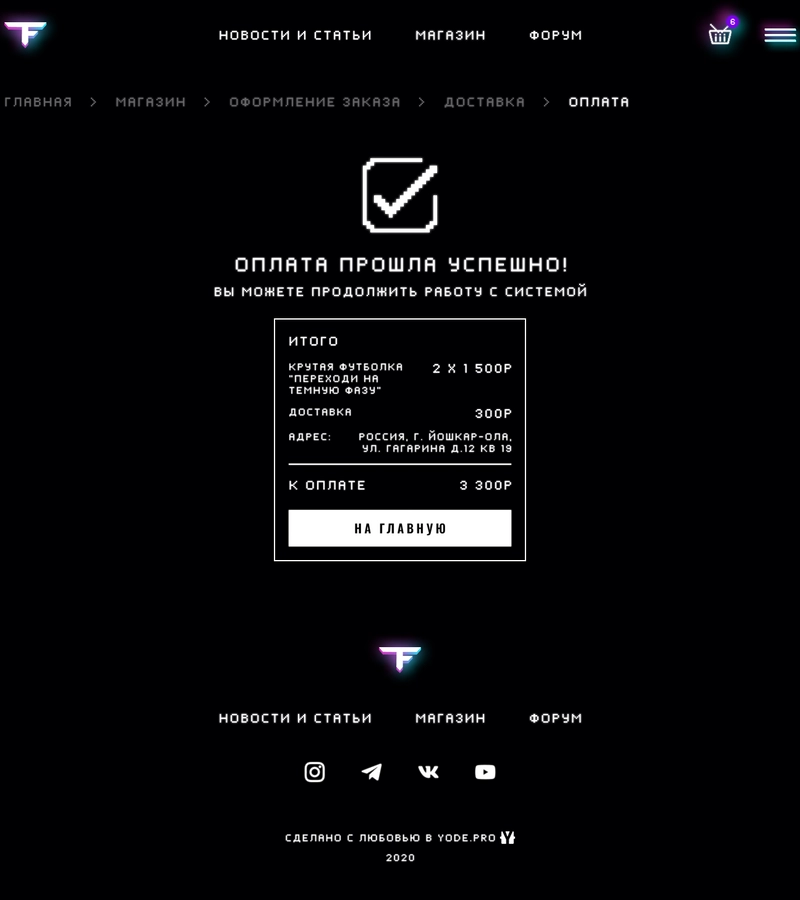 TF
НОВОСТИ И СТАТЬИ МАГАЗИН ФОРУМ 6
ГЛАВНАЯ > МАГАЗИН > ОФОРМЛЕНИЕ ЗАКАЗА > ДОСТАВКА > ОПЛАТА
ОПЛАТА ПРОШЛА УСПЕШНО!
ВЫ МОЖЕТЕ ПРОДОЛЖИТЬ РАБОТУ С СИСТЕМОЙ
ИТОГО
КРУТАЯ ФУТБОЛКА 2 X 1 500Р
"ПЕРЕХОДИ НА
ТЕМНУЮ ФАЗУ"
ДОСТАВКА 300Р
АДРЕС: РОССИЯ, Г. ЙОШКАР-ОЛА,
УЛ. ГАГАРИНА Д.12 КВ 19
К ОПЛАТЕ 3 300Р
НА ГЛАВНУЮ
TF
НОВОСТИ И СТАТЬИ МАГАЗИН ФОРУМ
СДЕЛАНО С ЛЮБОВЬЮ В YODE.PRO
2020